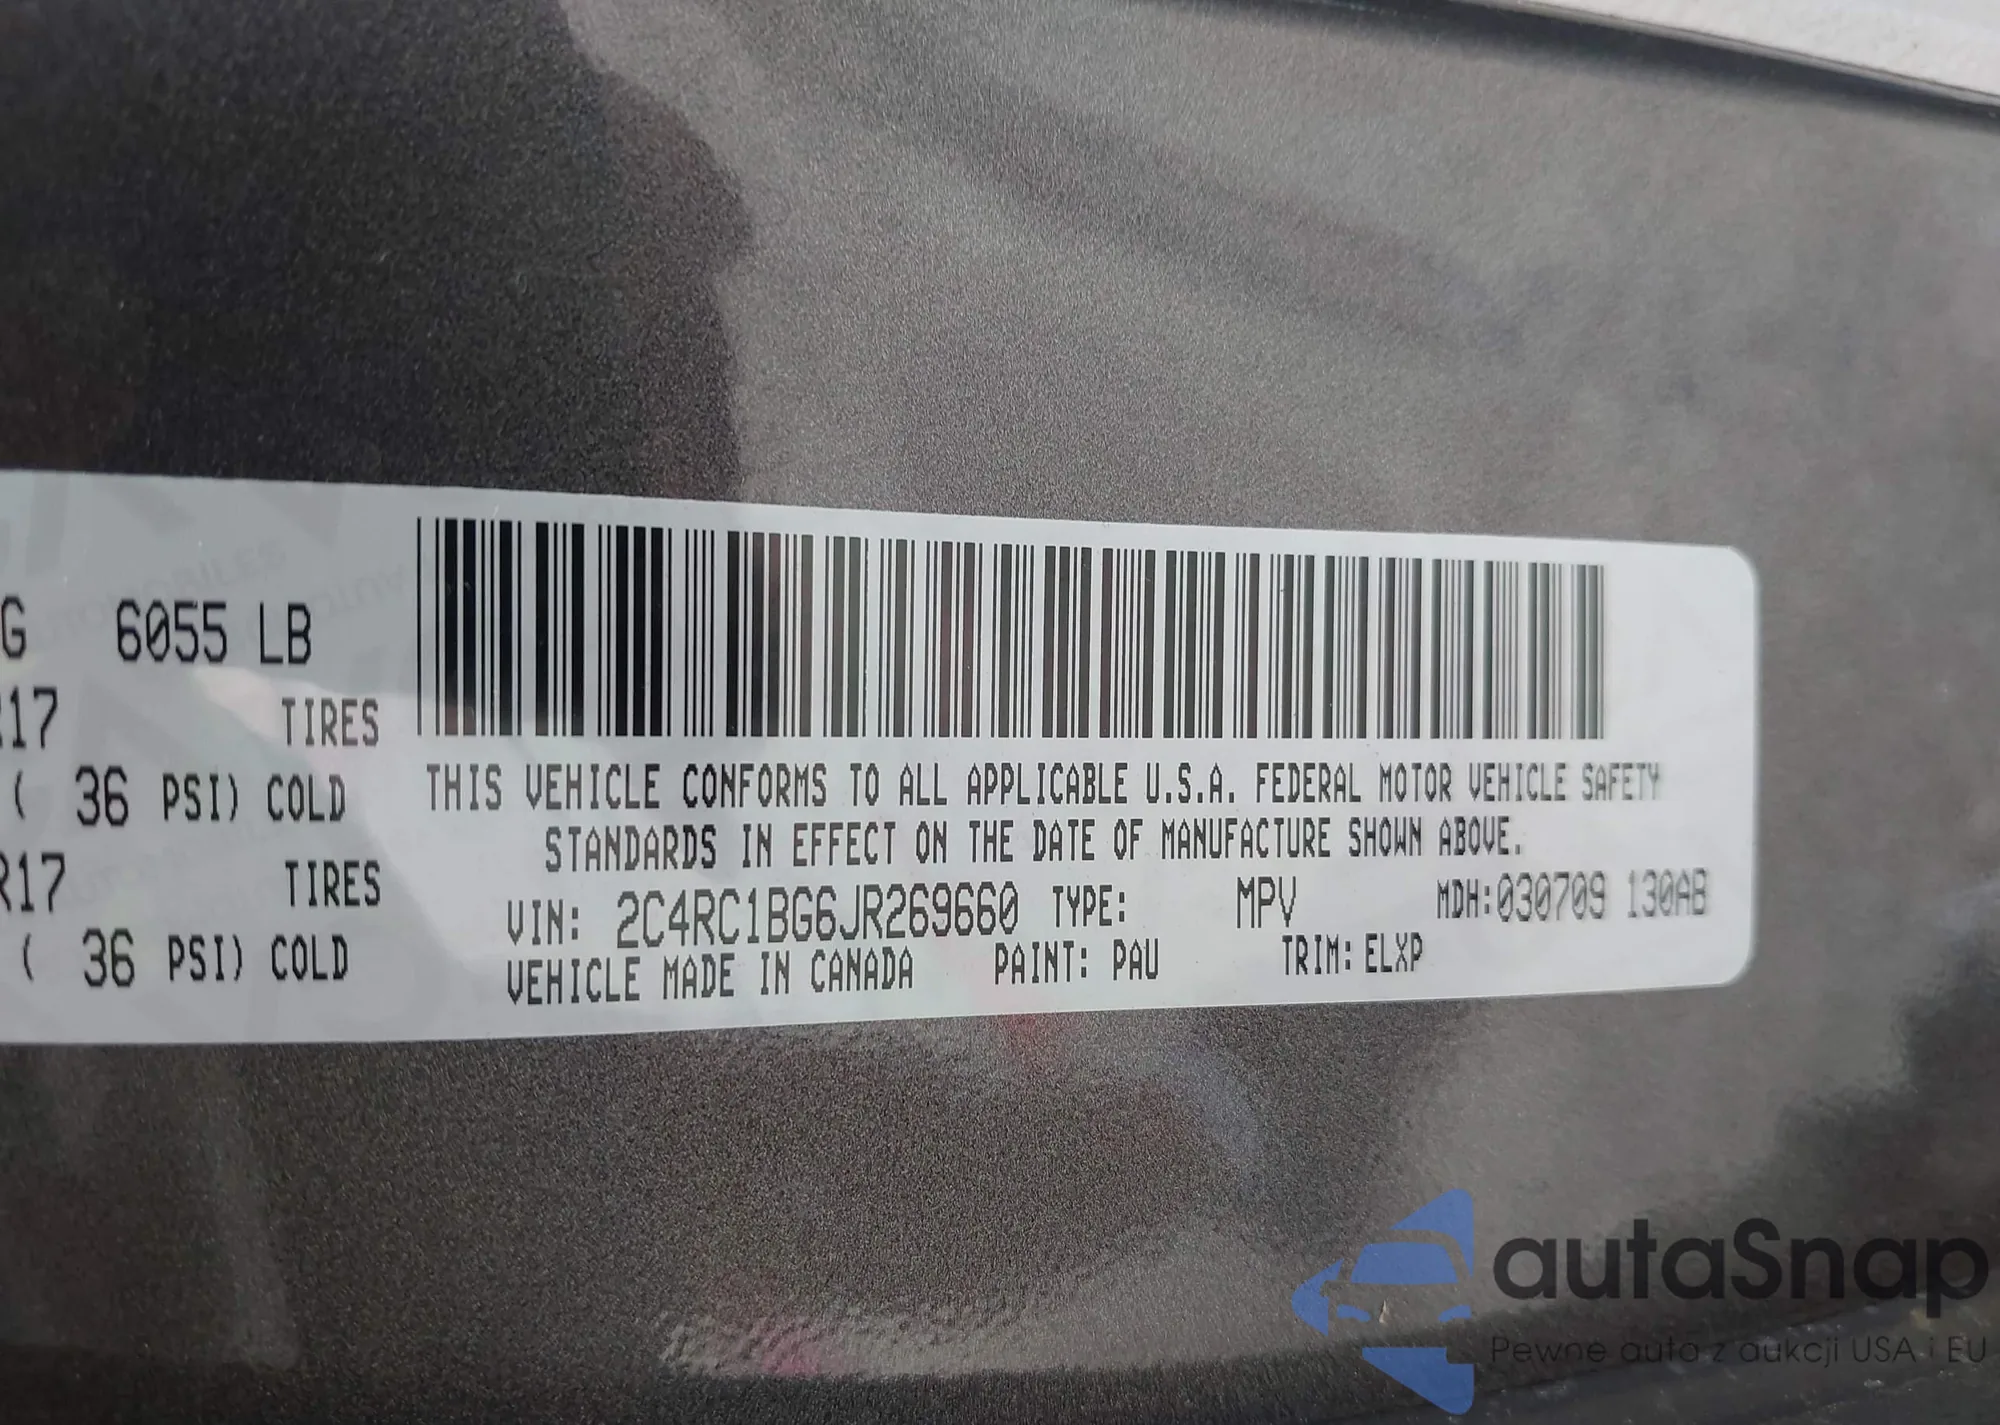 G 6055 LB
R17 TIRES
( 36 PSI) COLD
R17 TIRES
( 36 PSI) COLD
THIS VEHICLE CONFORMS TO ALL APPLICABLE U.S.A. FEDERAL MOTOR VEHICLE SAFETY
STANDARDS IN EFFECT ON THE DATE OF MANUFACTURE SHOWN ABOVE.
VIN: 2C4RC1BG6JR269660 TYPE: MPV MDH:030709 130AB
VEHICLE MADE IN CANADA PAINT: PAU TRIM: ELXP
autaSnap
Pewne auta z aukcji USA i EU